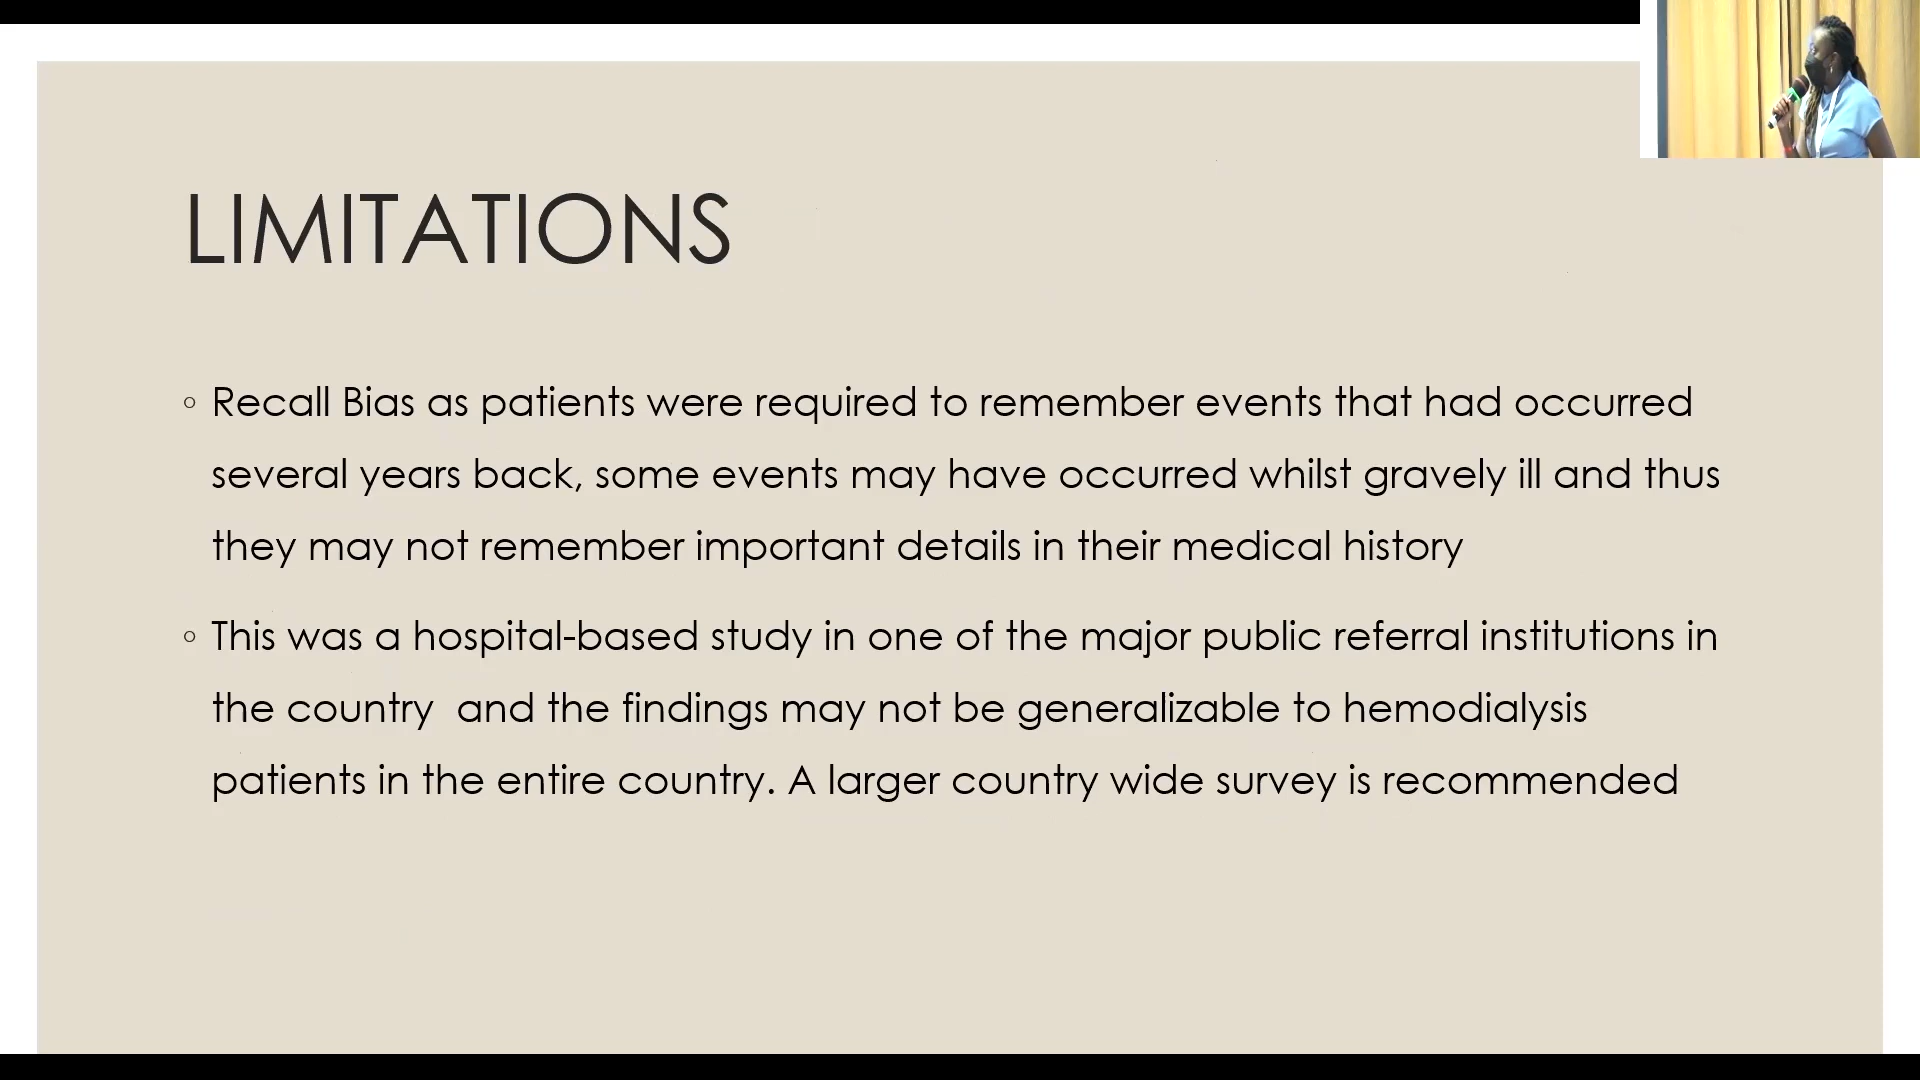 LIMITATIONS
◦ Recall Bias as patients were required to remember events that had occurred
several years back, some events may have occurred whilst gravely ill and thus
they may not remember important details in their medical history
◦ This was a hospital-based study in one of the major public referral institutions in
the country  and the findings may not be generalizable to hemodialysis
patients in the entire country. A larger country wide survey is recommended